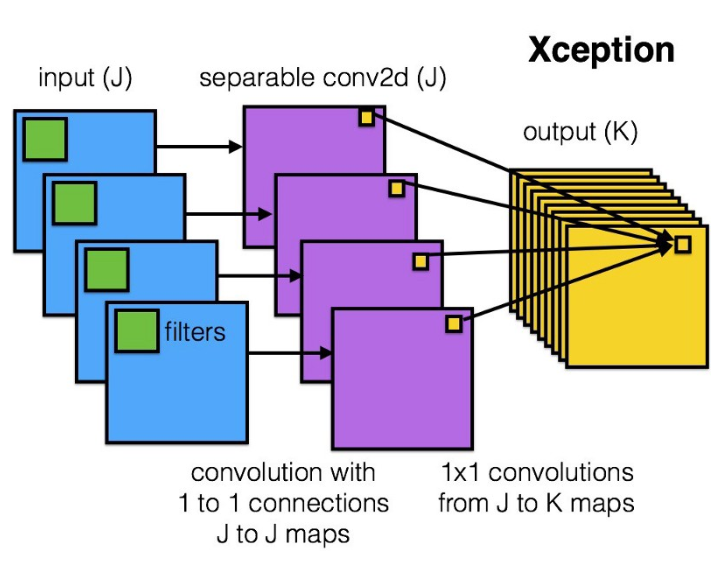 Xception
input (J)
separable conv2d (J)
output (K)
filters
convolution with
1 to 1 connections
J to J maps
1x1 convolutions
from J to K maps